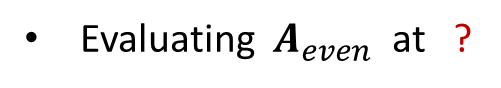 • Evaluating A_even at ?